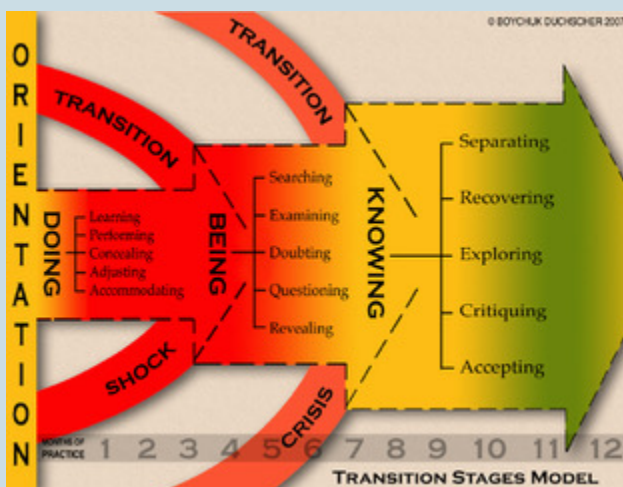 © BOYCHUK DUCHSCHER 2007
ORIENTATION
TRANSITION
TRANSITION
DOING
Learning
Performing
Concealing
Adjusting
Accommodating
BEING
Searching
Examining
Doubting
Questioning
Revealing
KNOWING
Separating
Recovering
Exploring
Critiquing
Accepting
SHOCK
CRISIS
MONTHS OF
PRACTICE
1 2 3 4 5 6 7 8 9 10 11 12
TRANSITION STAGES MODEL